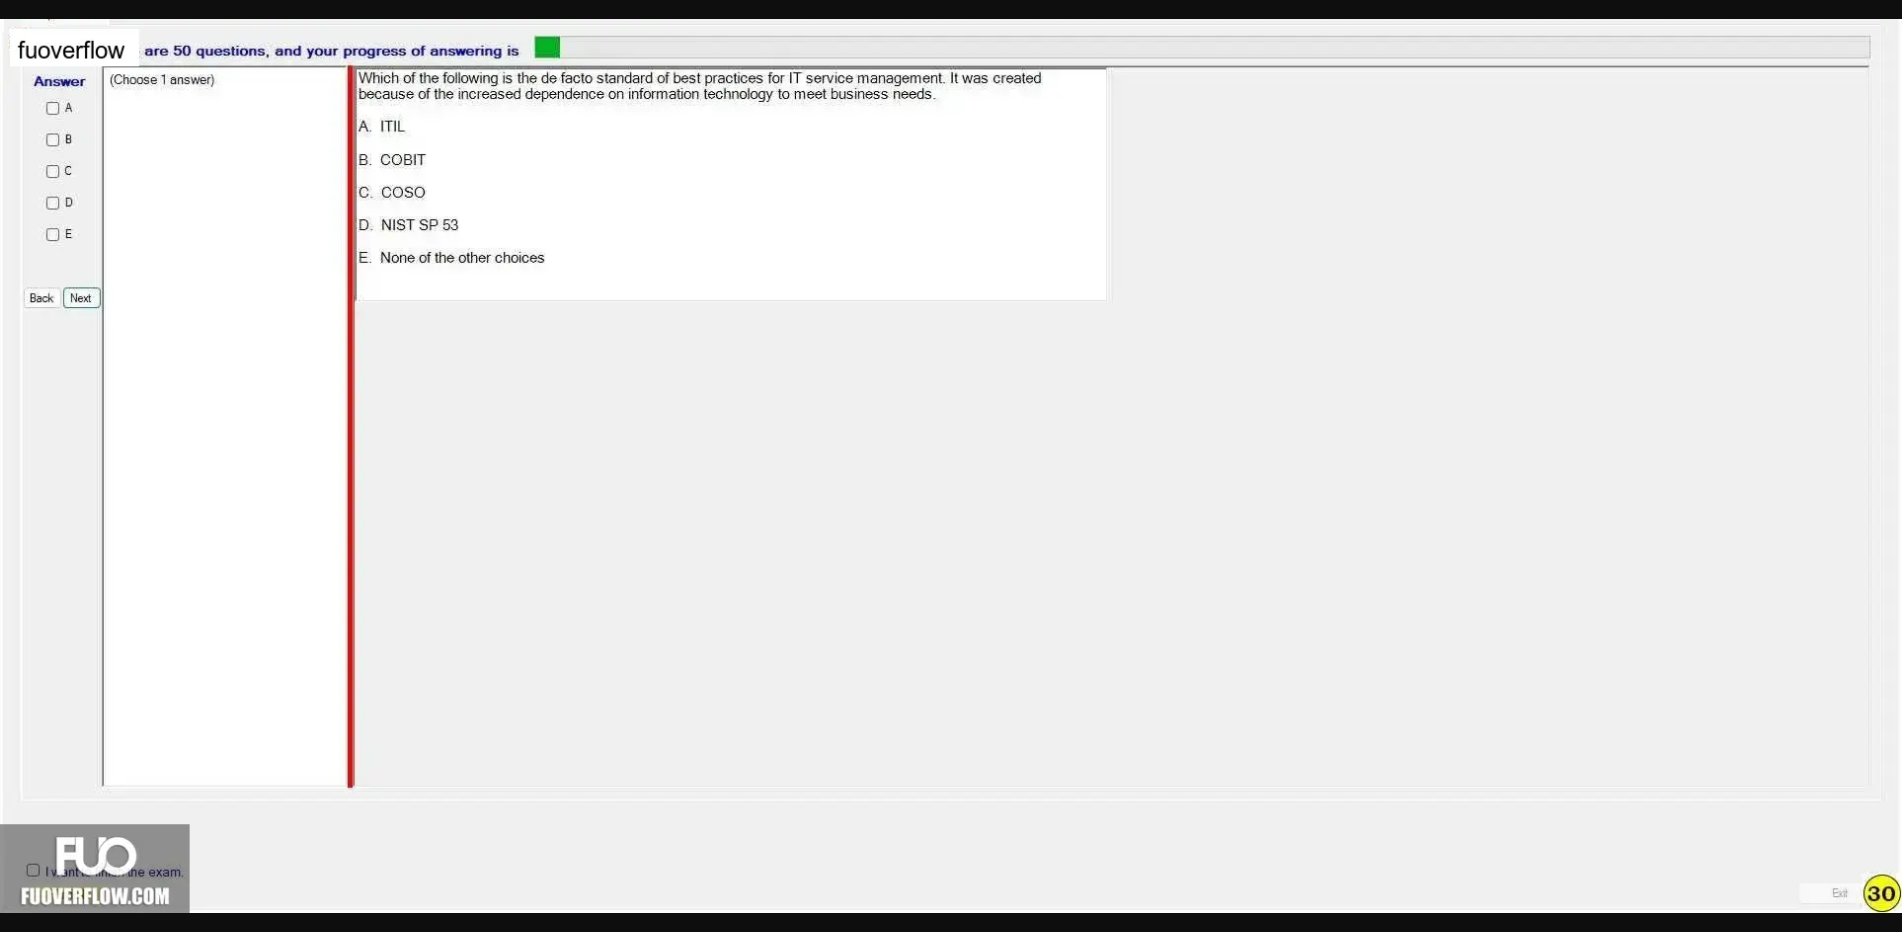 fuoverflow are 50 questions, and your progress of answering is
Answer
(Choose 1 answer)
A
B
C
D
E
Back Next
Which of the following is the de facto standard of best practices for IT service management. It was created
because of the increased dependence on information technology to meet business needs.
A. ITIL
B. COBIT
C. COSO
D. NIST SP 53
E. None of the other choices
FUO
I want to finish the exam.
FUOVERFLOW.COM
Exit
30